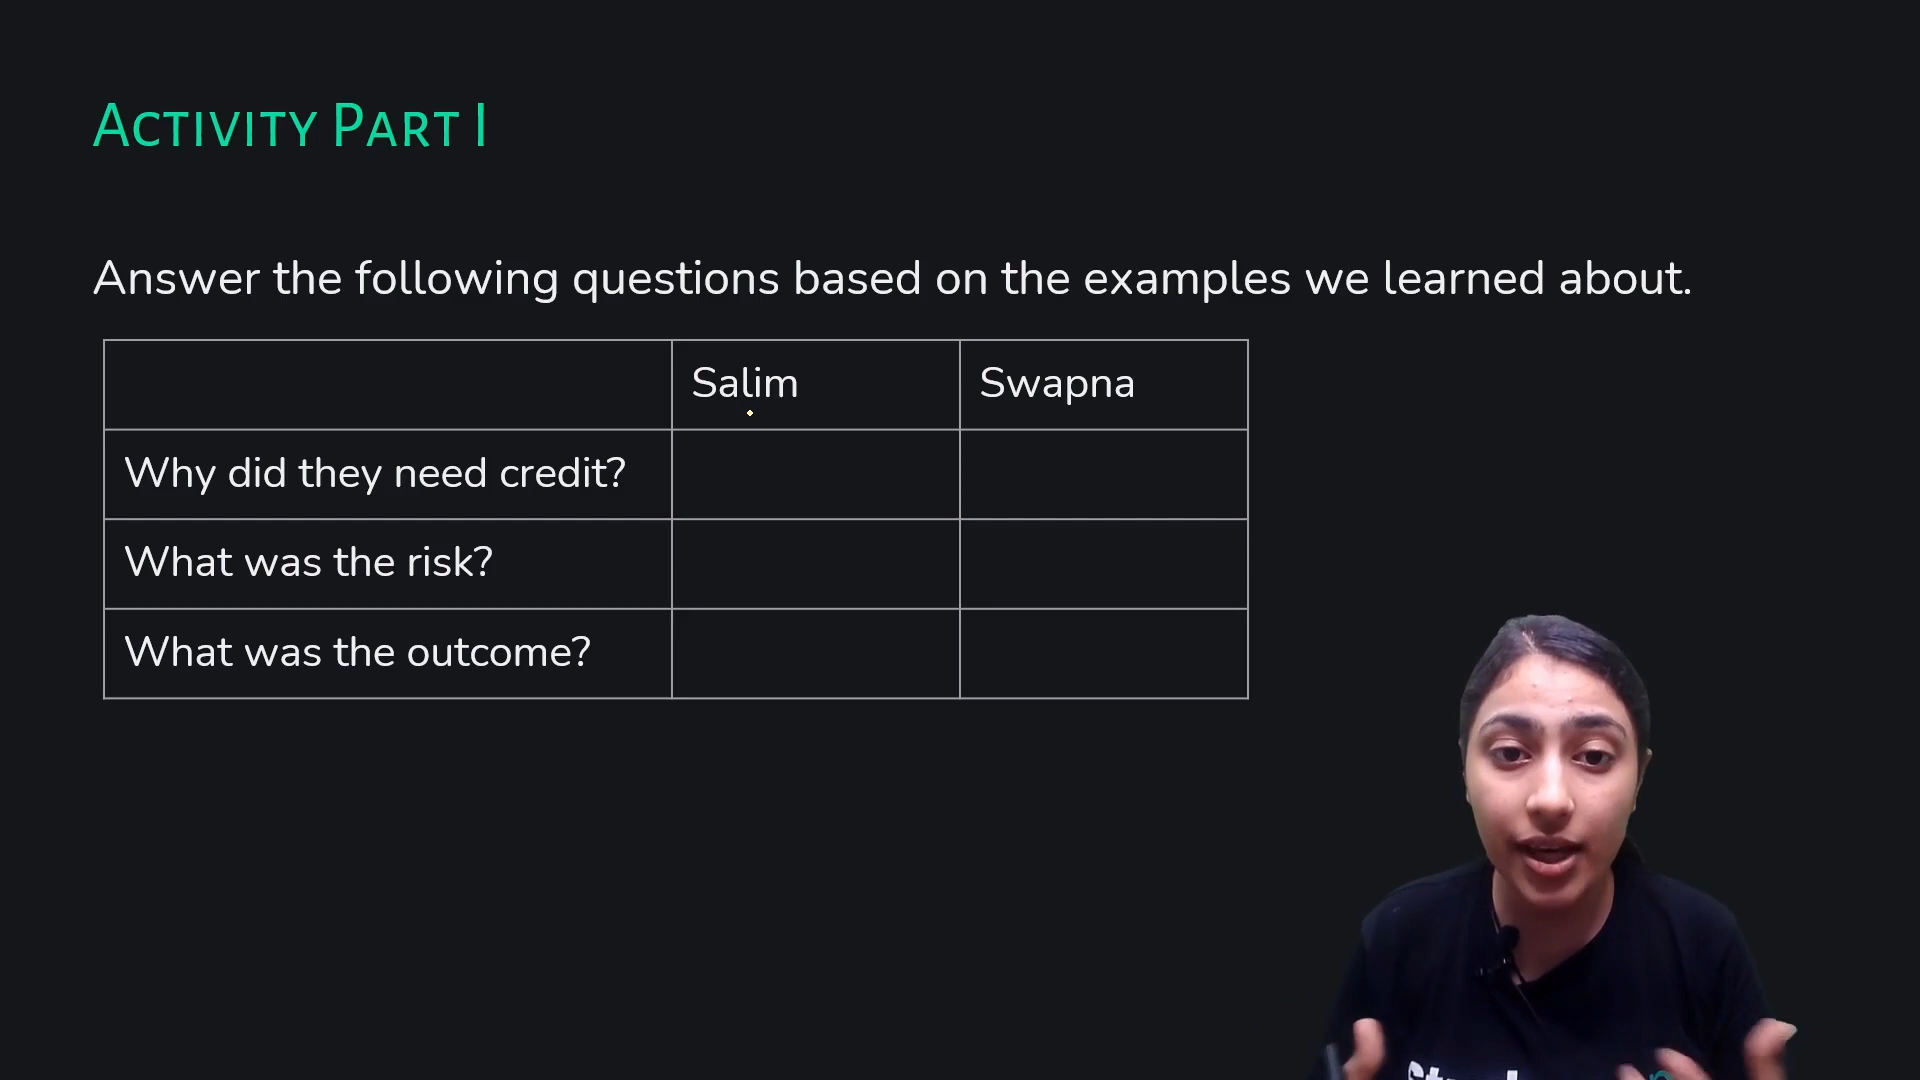 Activity Part I
Answer the following questions based on the examples we learned about.
Salim Swapna
Why did they need credit?
What was the risk?
What was the outcome?